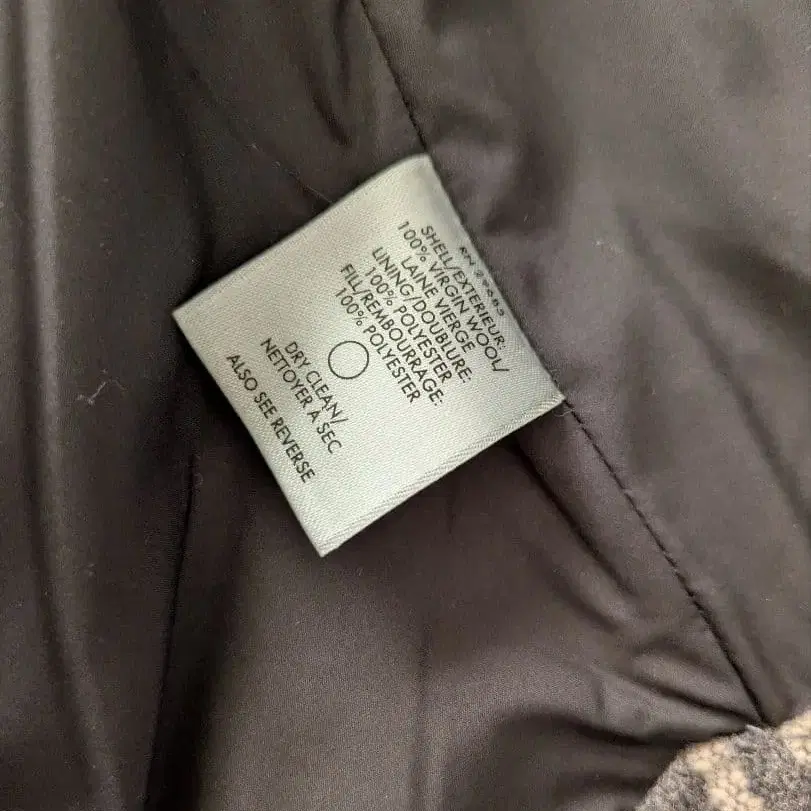 SHELL/EXTERIEUR:
100% VIRGIN WOOL/
LAINE VIERGE
LINING/DOUBLURE:
100% POLYESTER
FILL/REMBOURRAGE:
100% POLYESTER
DRY CLEAN/
NETTOYER A SEC
ALSO SEE REVERSE